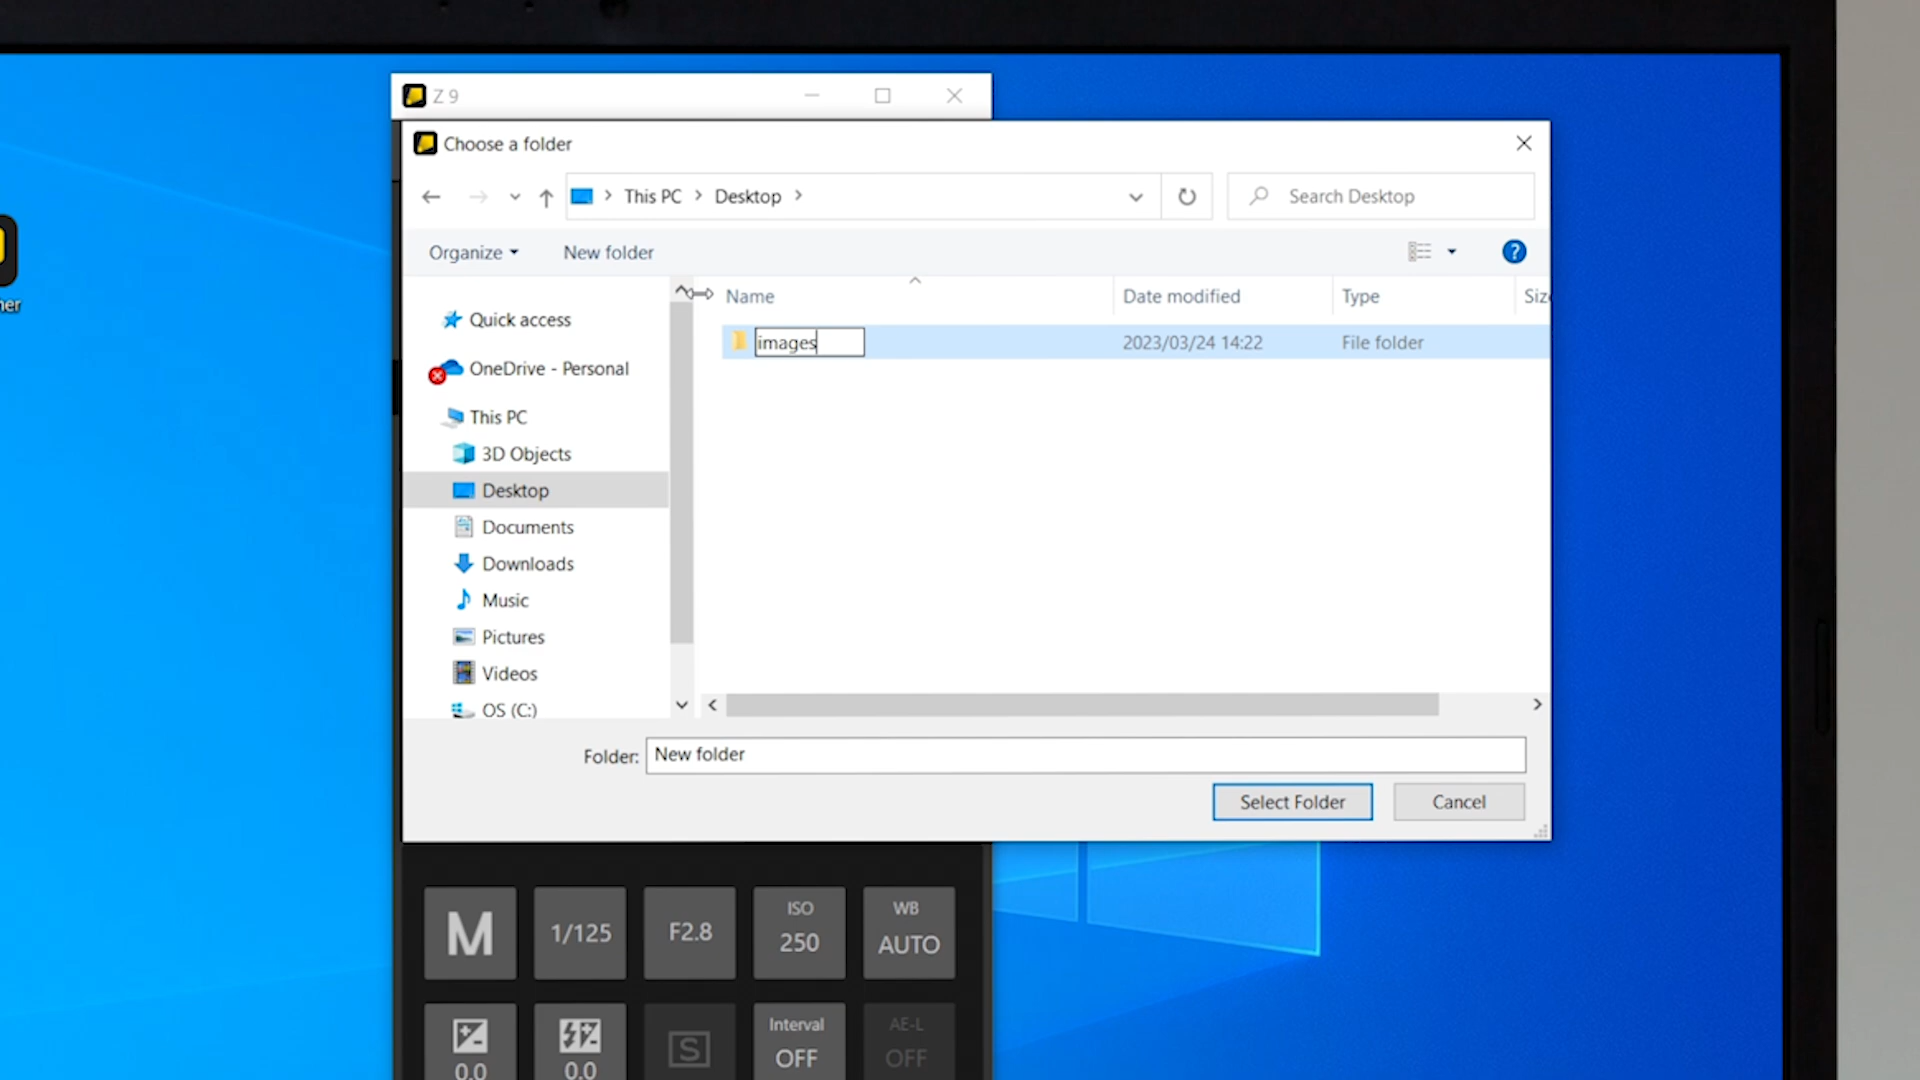 Z 9
Choose a folder
This PC
Desktop
Search Desktop
Organize
New folder
Name
Date modified
Type
images
2023/03/24 14:22
File folder
Quick access
OneDrive - Personal
This PC
3D Objects
Desktop
Documents
Downloads
Music
Pictures
Videos
OS (C:)
Folder:
New folder
Select Folder
Cancel
M
1/125
F2.8
ISO
250
WB
AUTO
0.0
0.0
S
Interval
OFF
AE-L
OFF